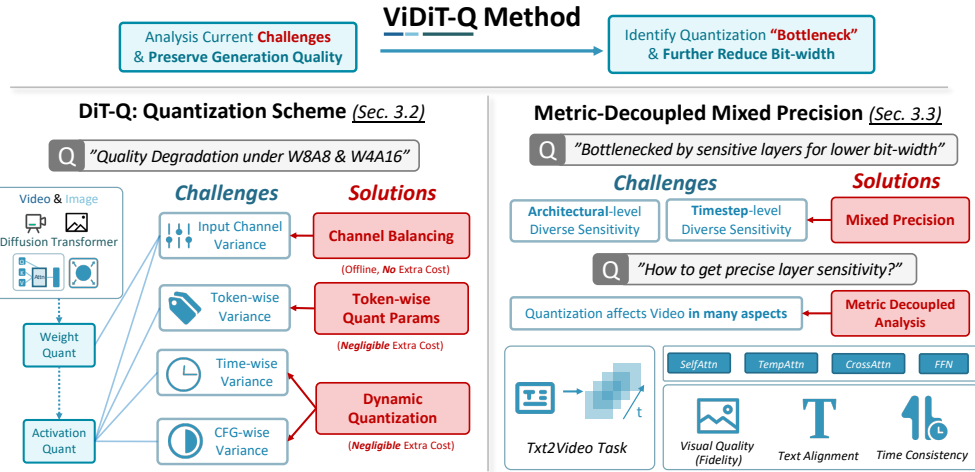 ViDiT-Q Method
Analysis Current Challenges
& Preserve Generation Quality
Identify Quantization "Bottleneck"
& Further Reduce Bit-width
DiT-Q: Quantization Scheme (Sec. 3.2)
Q
"Quality Degradation under W8A8 & W4A16"
Challenges
Solutions
Video & Image
Diffusion Transformer
Q
K
V
Attn
Weight
Quant
Activation
Quant
Input Channel
Variance
Channel Balancing
(Offline, No Extra Cost)
Token-wise
Variance
Token-wise
Quant Params
(Negligible Extra Cost)
Time-wise
Variance
CFG-wise
Variance
Dynamic
Quantization
(Negligible Extra Cost)
Metric-Decoupled Mixed Precision (Sec. 3.3)
Q
"Bottlenecked by sensitive layers for lower bit-width"
Challenges
Solutions
Architectural-level
Diverse Sensitivity
Timestep-level
Diverse Sensitivity
Mixed Precision
Q
"How to get precise layer sensitivity?"
Quantization affects Video in many aspects
Metric Decoupled
Analysis
t
Txt2Video Task
SelfAttn
TempAttn
CrossAttn
FFN
Visual Quality
(Fidelity)
T
Text Alignment
Time Consistency